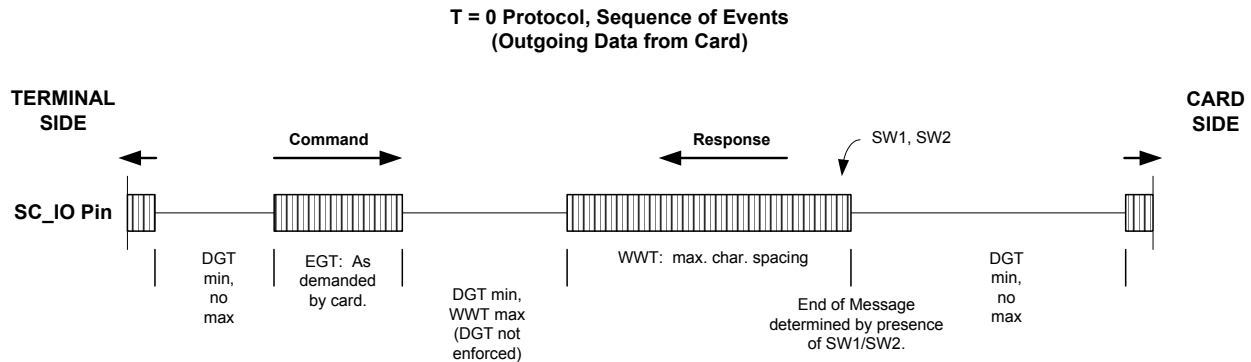 T = 0 Protocol, Sequence of Events
(Outgoing Data from Card)
TERMINAL
SIDE
CARD
SIDE
Command
Response
SW1, SW2
SC_IO Pin
DGT
min,
no
max
EGT: As
demanded
by card.
DGT min,
WWT max
(DGT not
enforced)
WWT: max. char. spacing
End of Message
determined by presence
of SW1/SW2.
DGT
min,
no
max